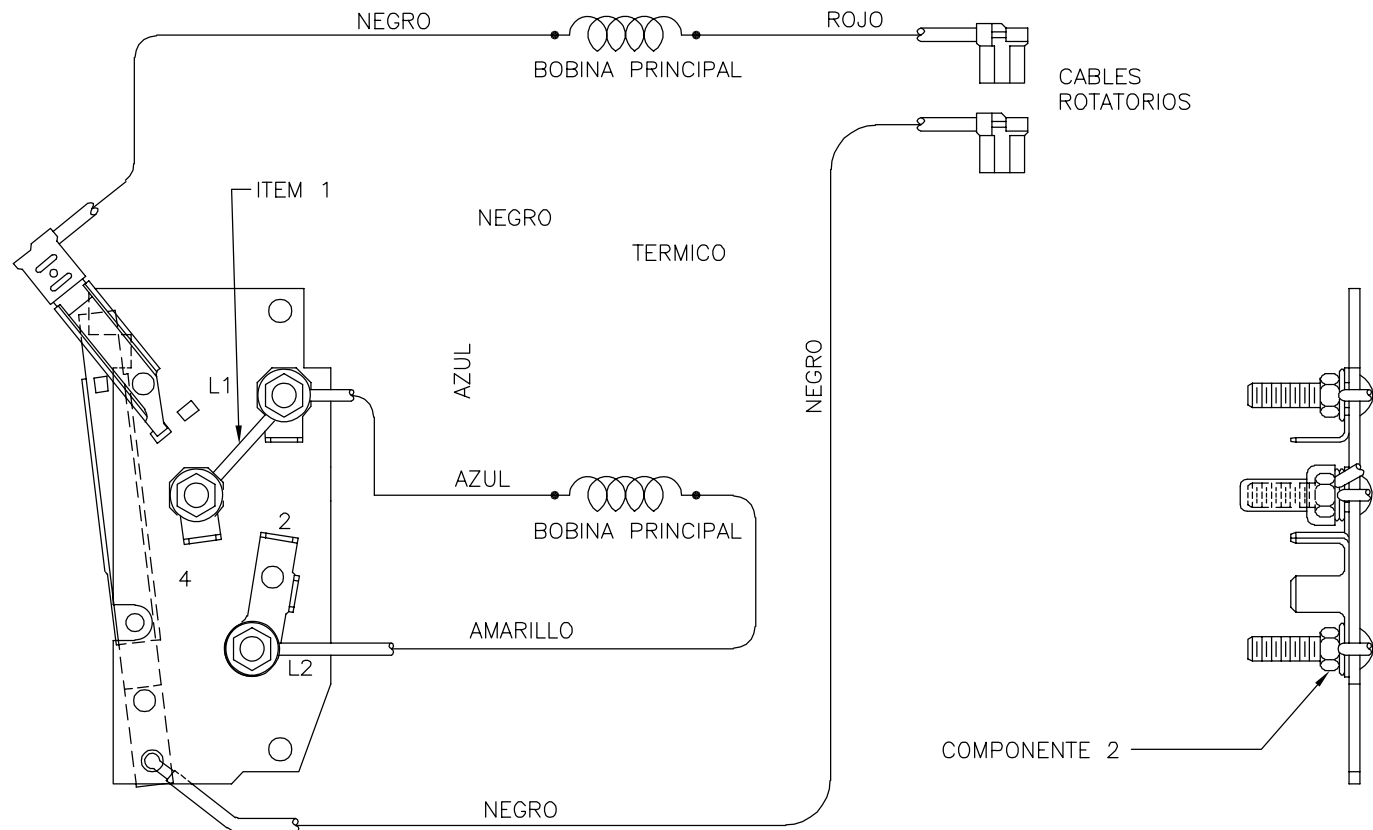 NEGRO
ROJO
BOBINA PRINCIPAL
CABLES
ROTATORIOS
ITEM 1
NEGRO
TERMICO
L1
AZUL
NEGRO
AZUL
BOBINA PRINCIPAL
2
4
AMARILLO
L2
COMPONENTE 2
NEGRO